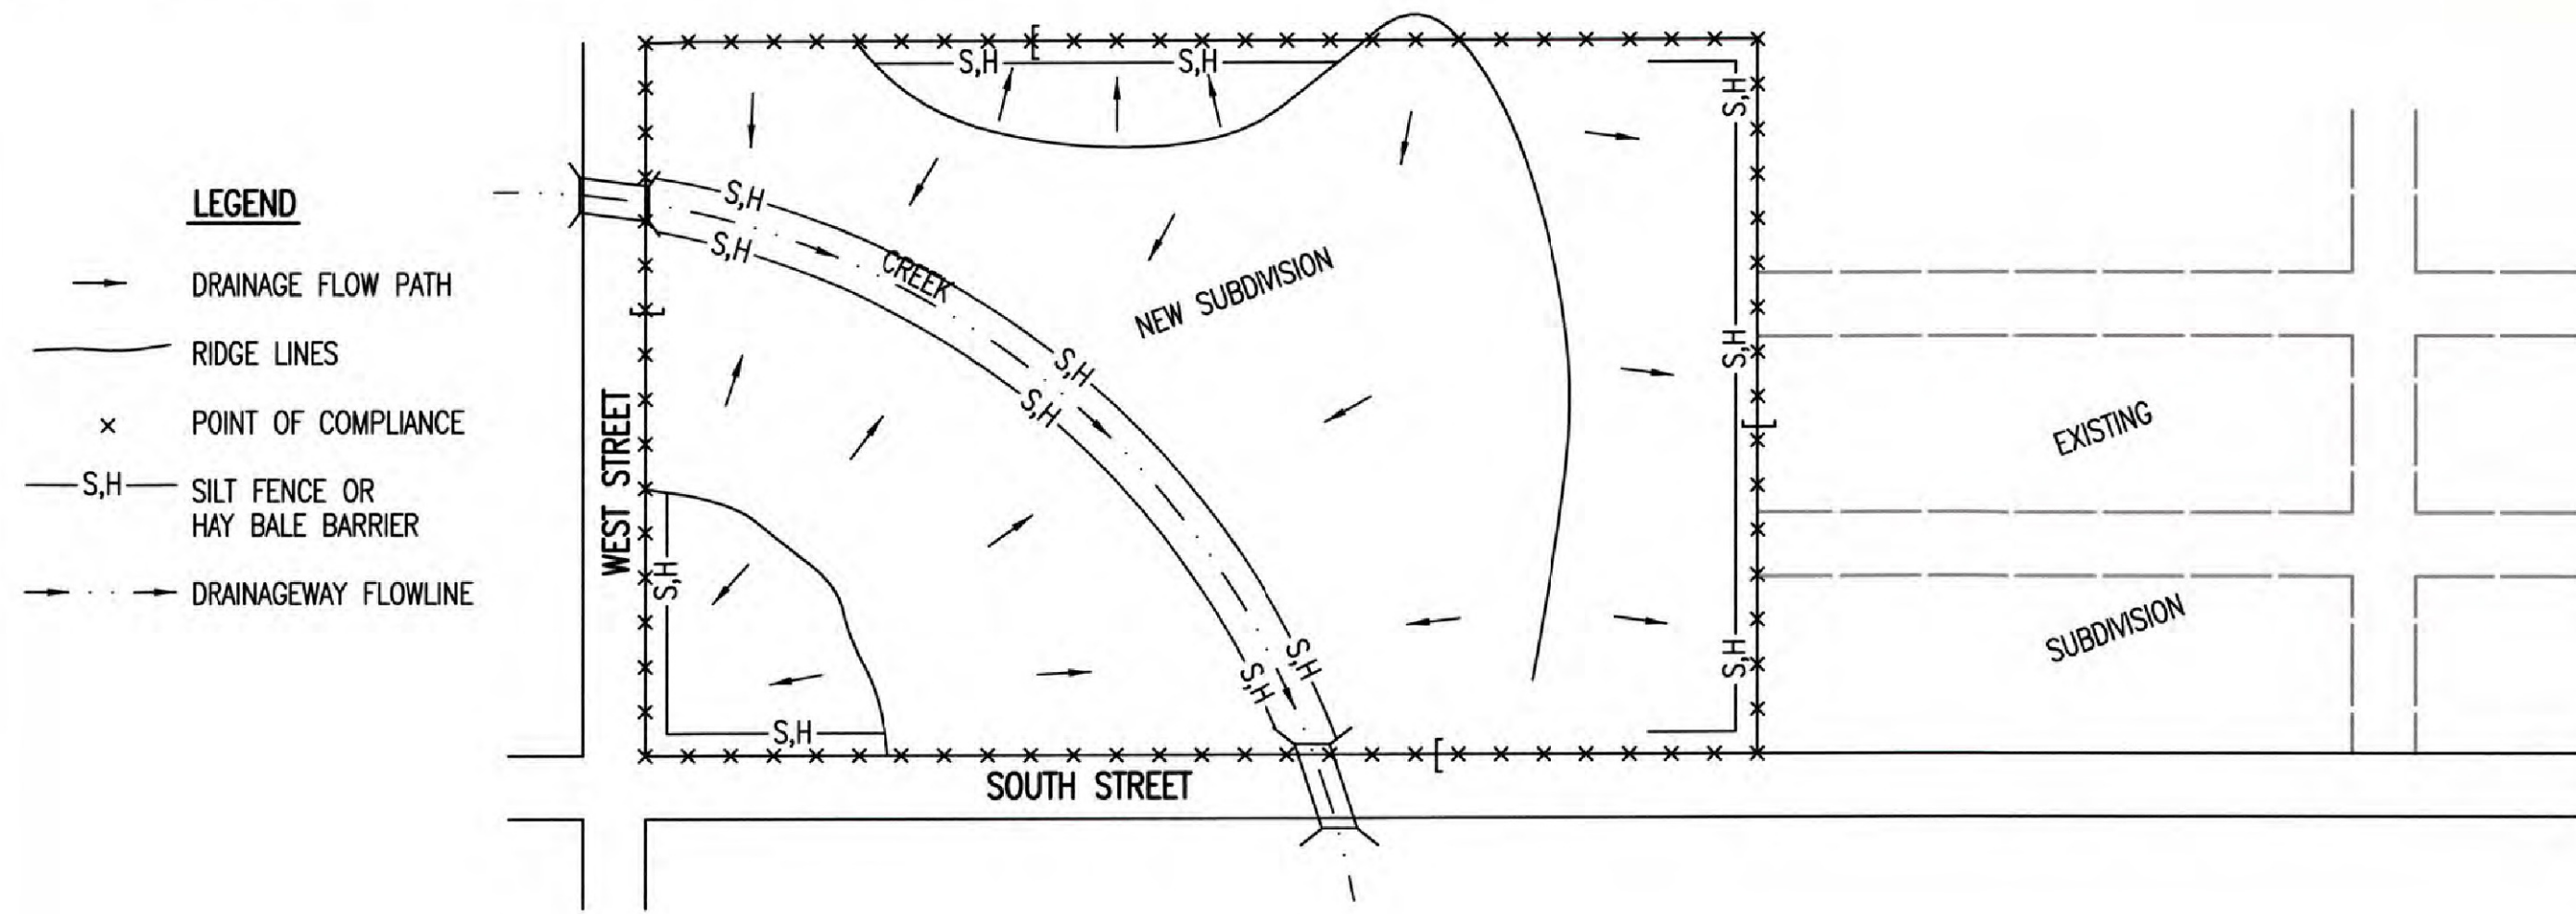 LEGEND
DRAINAGE FLOW PATH
RIDGE LINES
POINT OF COMPLIANCE
S,H
SILT FENCE OR
HAY BALE BARRIER
DRAINAGEWAY FLOWLINE
S,H
S,H
S,H
S,H
S,H
CREEK
NEW SUBDIVISION
S,H
S,H
S,H
WEST STREET
EXISTING
SUBDIVISION
S,H
S,H
S,H
S,H
S,H
SOUTH STREET